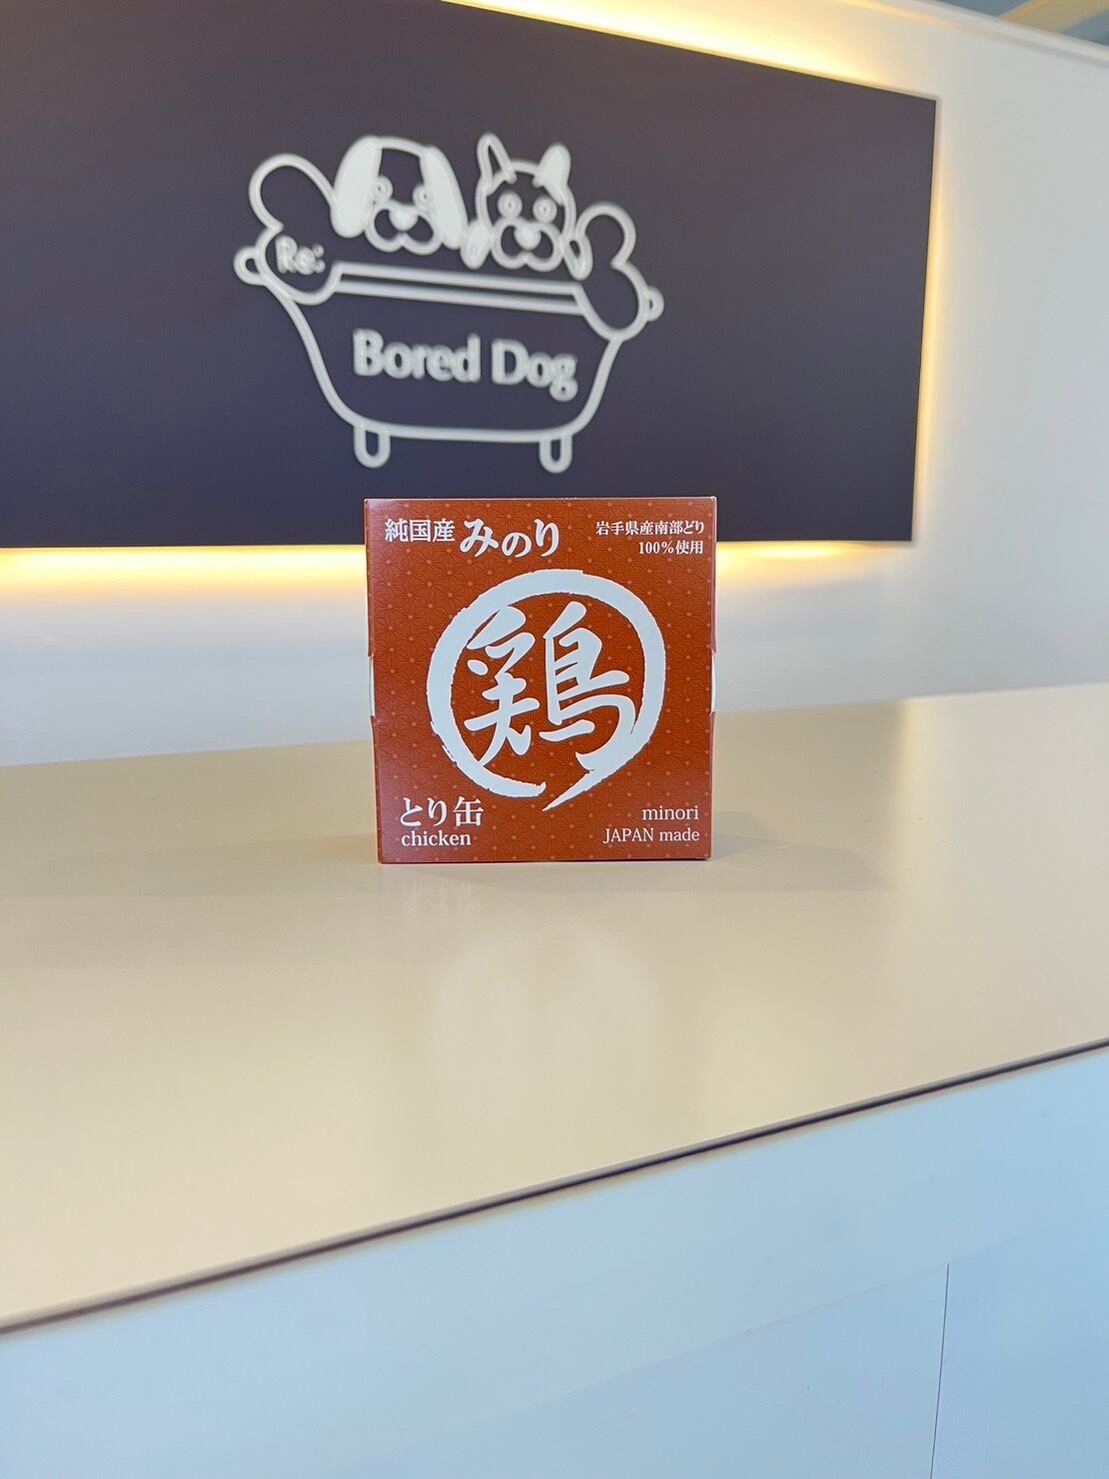 Re:
Bored Dog
純国産 みのり
岩手県産南部どり
100%使用
鶏
とり缶
chicken
minori
JAPAN made